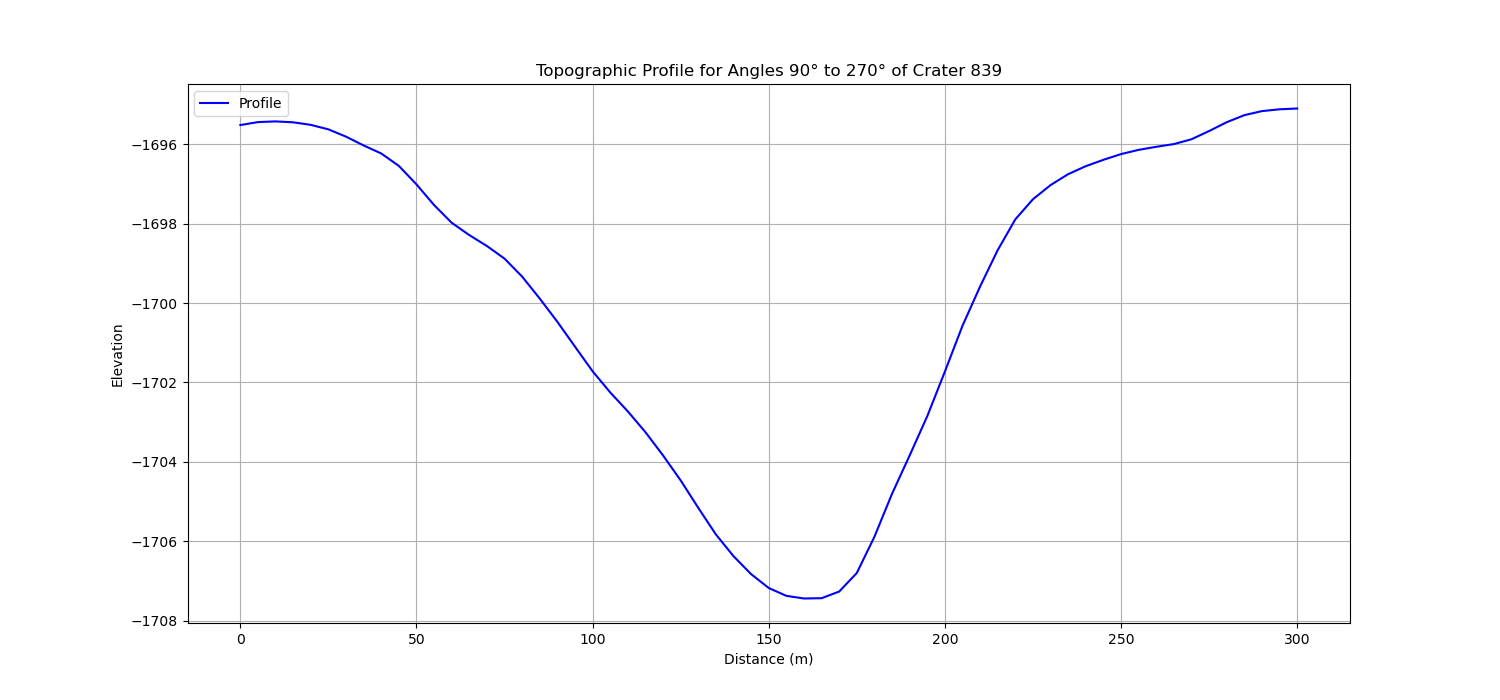 Topographic Profile for Angles 90° to 270° of Crater 839
Profile
−1696
−1698
−1700
−1702
−1704
−1706
−1708
Elevation
0 50 100 150 200 250 300
Distance (m)